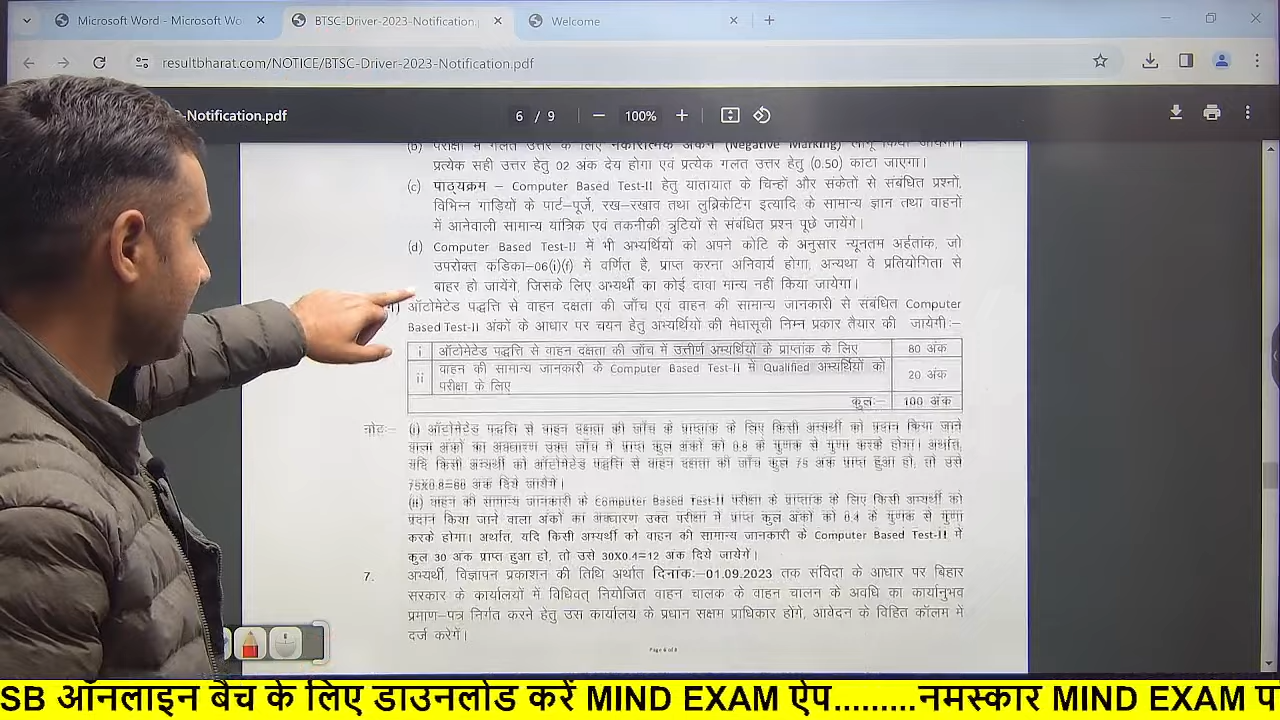 Microsoft Word - Microsoft Wo
BTSC-Driver-2023-Notification.p
Welcome
resultbharat.com/NOTICE/BTSC-Driver-2023-Notification.pdf
-Notification.pdf
6 / 9
100%
(b) परीक्षा में गलत उत्तर के लिए नकारात्मक अंकन (Negative Marking) लागू किया जायेगा।
प्रत्येक सही उत्तर हेतु 02 अंक देय होगा एवं प्रत्येक गलत उत्तर हेतु (0.50) काटा जाएगा।
(c) पाठ्यक्रम – Computer Based Test-II हेतु यातायात के चिन्हों और संकेतों से संबंधित प्रश्नों,
विभिन्न गाड़ियों के पार्ट–पूर्जे, रख–रखाव तथा लुब्रिकेटिंग इत्यादि के सामान्य ज्ञान तथा वाहनों
में आनेवाली सामान्य यांत्रिक एवं तकनीकी त्रुटियों से संबंधित प्रश्न पूछे जायेंगे।
(d) Computer Based Test-II में भी अभ्यर्थियों को अपने कोटि के अनुसार न्यूनतम अर्हतांक, जो
उपरोक्त कंडिका–06(i)(f) में वर्णित है, प्राप्त करना अनिवार्य होगा, अन्यथा वे प्रतियोगिता से
बाहर हो जायेंगे, जिसके लिए अभ्यर्थी का कोई दावा मान्य नहीं किया जायेगा।
ऑटोमेटेड पद्धत्ति से वाहन दक्षता की जाँच एवं वाहन की सामान्य जानकारी से संबंधित Computer
Based Test-II अंकों के आधार पर चयन हेतु अभ्यर्थियों की मेधासूची निम्न प्रकार तैयार की जायेगी:–
i ऑटोमेटेड पद्धत्ति से वाहन दक्षता की जाँच में उत्तीर्ण अभ्यर्थियों के प्राप्तांक के लिए 80 अंक
ii वाहन की सामान्य जानकारी के Computer Based Test-II में Qualified अभ्यर्थियों को
परीक्षा के लिए 20 अंक
कुल:– 100 अंक
नोट:– (i) ऑटोमेटेड पद्धत्ति से वाहन दक्षता की जाँच के प्राप्तांक के लिए किसी अभ्यर्थी को प्रदान किया जाने
वाला अंकों का अवधारण उक्त जाँच में प्राप्त कुल अंकों को 0.8 के गुणक से गुणा करके होगा। अर्थात,
यदि किसी अभ्यर्थी को ऑटोमेटेड पद्धत्ति से वाहन दक्षता की जाँच कुल 75 अंक प्राप्त हुआ हो, तो उसे
75X0.8=60 अंक दिये जायेंगे।
(ii) वाहन की सामान्य जानकारी के Computer Based Test-II परीक्षा के प्राप्तांक के लिए किसी अभ्यर्थी को
प्रदान किया जाने वाला अंकों का अवधारण उक्त परीक्षा में प्राप्त कुल अंकों को 0.4 के गुणक से गुणा
करके होगा। अर्थात, यदि किसी अभ्यर्थी को वाहन की सामान्य जानकारी के Computer Based Test-II में
कुल 30 अंक प्राप्त हुआ हो, तो उसे 30X0.4=12 अंक दिये जायेगें।
7. अभ्यर्थी, विज्ञापन प्रकाशन की तिथि अर्थात दिनांक:–01.09.2023 तक संविदा के आधार पर बिहार
सरकार के कार्यालयों में विधिवत् नियोजित वाहन चालक के वाहन चालन के अवधि का कार्यानुभव
प्रमाण–पत्र निर्गत करने हेतु उस कार्यालय के प्रधान सक्षम प्राधिकार होगे, आवेदन के विहित कॉलम में
दर्ज करेगें।
SB ऑनलाइन बैच के लिए डाउनलोड करें MIND EXAM ऐप.........नमस्कार MIND EXAM प